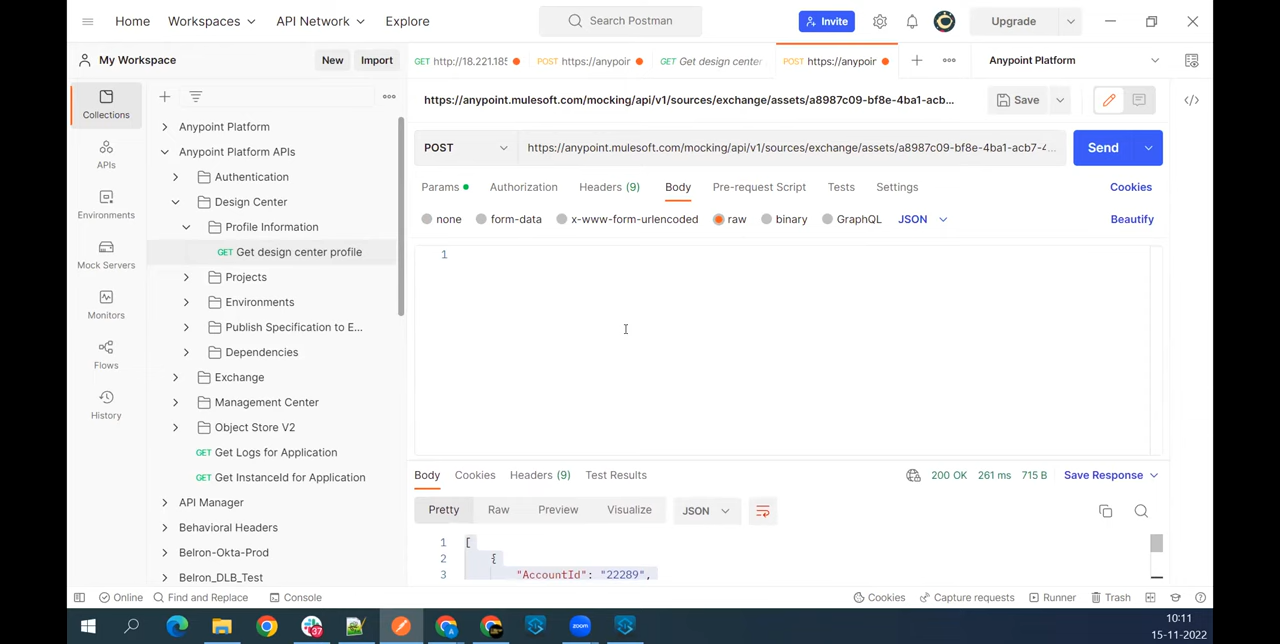 Home Workspaces API Network Explore Search Postman Invite Upgrade
My Workspace New Import GET http://18.221.185 POST https://anypoin GET Get design center POST https://anypoin Anypoint Platform
Collections
APIs
Environments
Mock Servers
Monitors
Flows
History
Anypoint Platform
Anypoint Platform APIs
Authentication
Design Center
Profile Information
GET Get design center profile
Projects
Environments
Publish Specification to E...
Dependencies
Exchange
Management Center
Object Store V2
GET Get Logs for Application
GET Get InstanceId for Application
API Manager
Behavioral Headers
Belron-Okta-Prod
Belron_DLB_Test
https://anypoint.mulesoft.com/mocking/api/v1/sources/exchange/assets/a8987c09-bf8e-4ba1-acb... Save
POST https://anypoint.mulesoft.com/mocking/api/v1/sources/exchange/assets/a8987c09-bf8e-4ba1-acb7-4... Send
Params Authorization Headers (9) Body Pre-request Script Tests Settings Cookies
none form-data x-www-form-urlencoded raw binary GraphQL JSON Beautify
1
Body Cookies Headers (9) Test Results 200 OK 261 ms 715 B Save Response
Pretty Raw Preview Visualize JSON
1 [
2 {
3 "AccountId": "22289",
Online Find and Replace Console Cookies Capture requests Runner Trash
37 zoom 10:11
15-11-2022